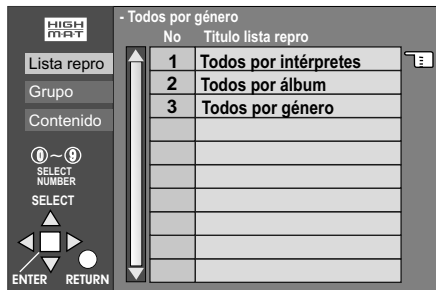 HIGH
MAT
- Todos por género
No Titulo lista repro
Lista repro
Grupo
Contenido
1 Todos por intérpretes
2 Todos por álbum
3 Todos por género
0 ~ 9
SELECT
NUMBER
SELECT
ENTER RETURN